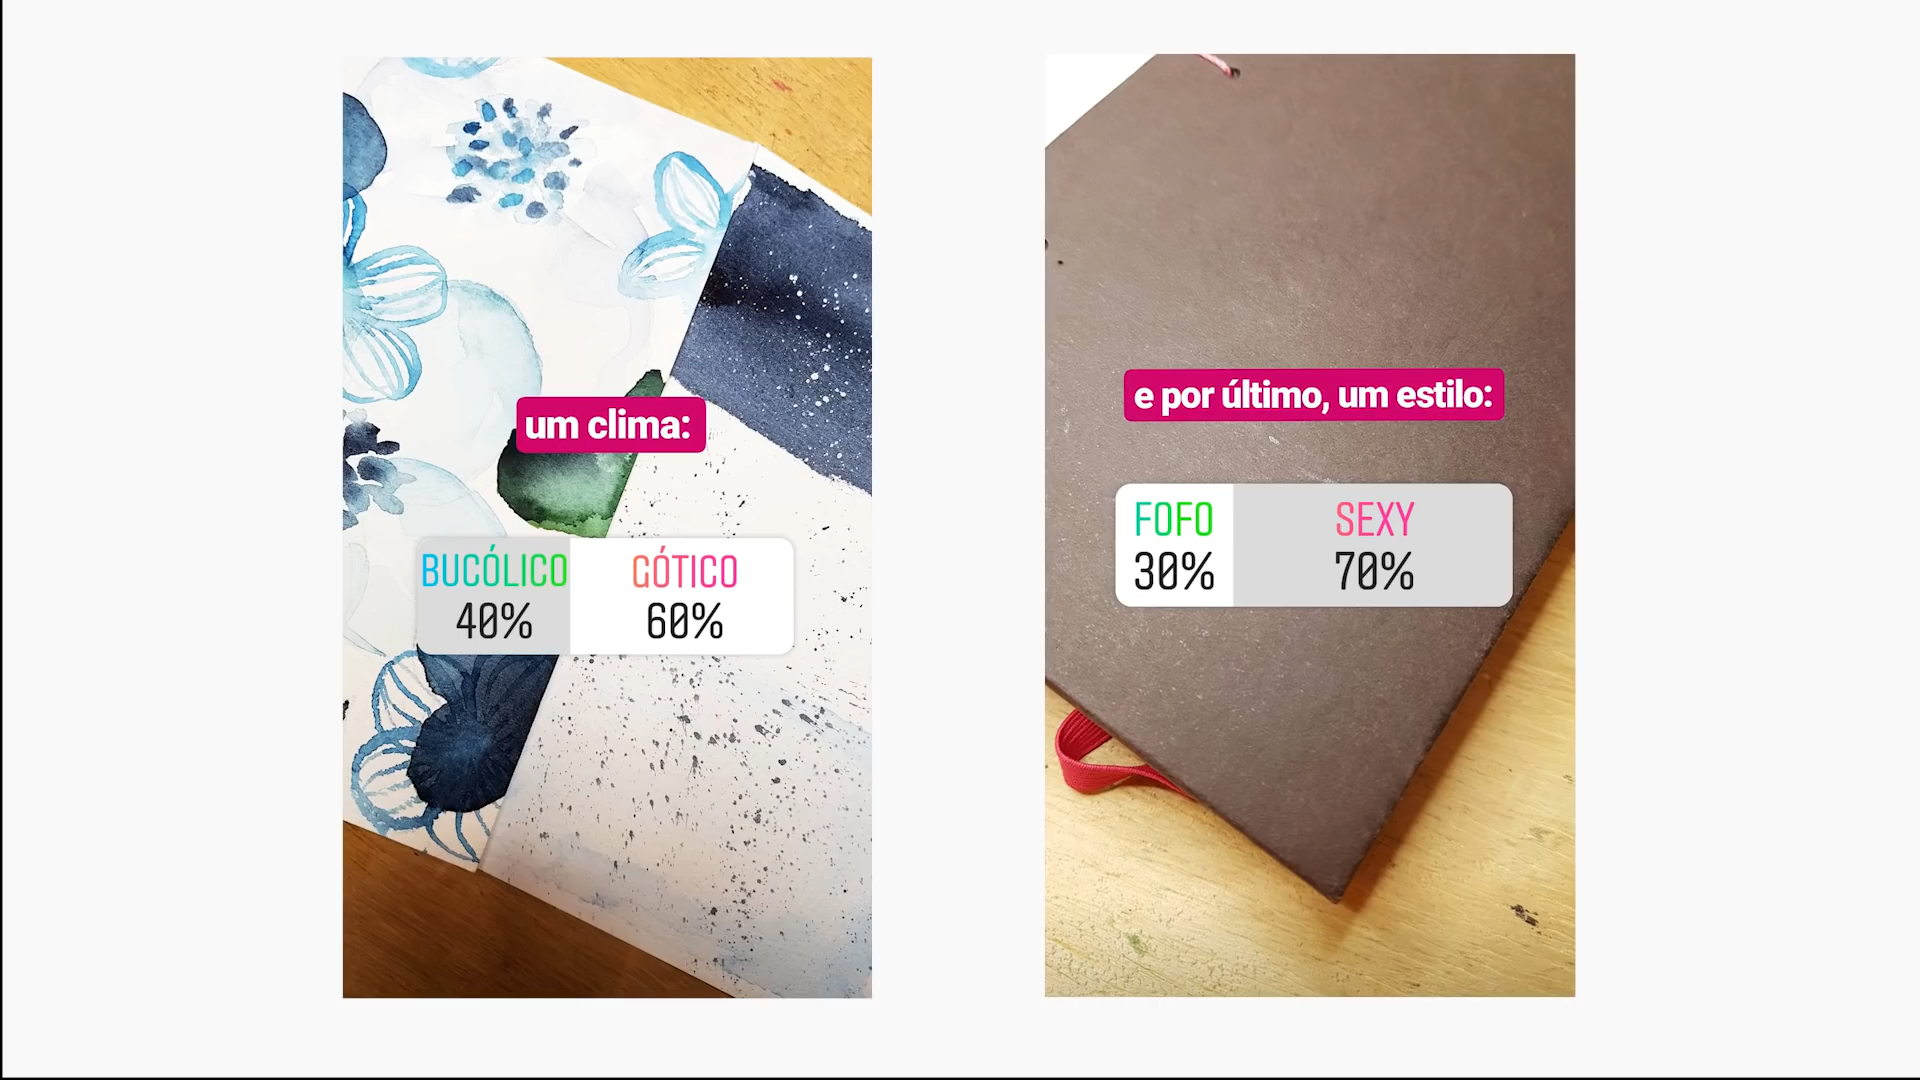 um clima:
BUCÓLICO GÓTICO
40% 60%
e por último, um estilo:
FOFO SEXY
30% 70%